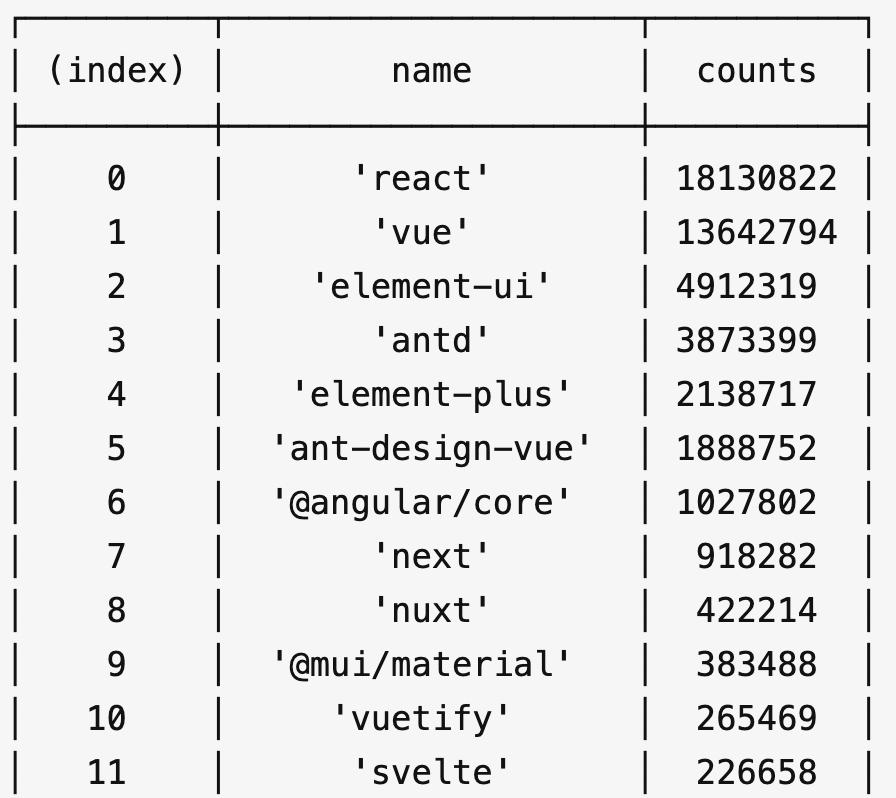 (index) name counts
0 'react' 18130822
1 'vue' 13642794
2 'element-ui' 4912319
3 'antd' 3873399
4 'element-plus' 2138717
5 'ant-design-vue' 1888752
6 '@angular/core' 1027802
7 'next' 918282
8 'nuxt' 422214
9 '@mui/material' 383488
10 'vuetify' 265469
11 'svelte' 226658